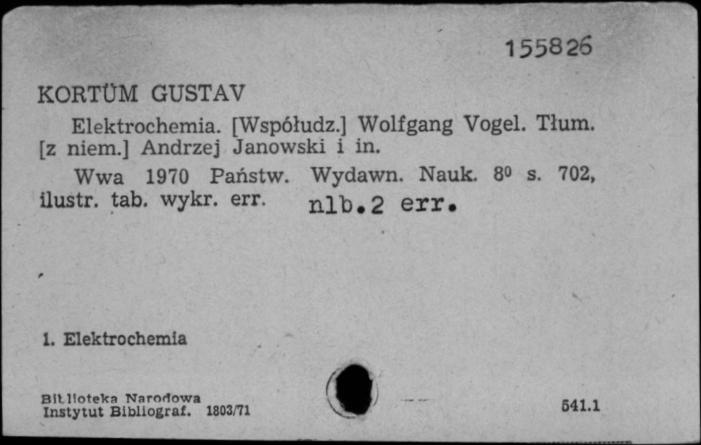 155826
KORTÜM GUSTAV
Elektrochemia. [Współudz.] Wolfgang Vogel. Tłum.
[z niem.] Andrzej Janowski i in.
Wwa 1970 Państw. Wydawn. Nauk. 8⁰ s. 702,
ilustr. tab. wykr. err. nlb.2 err.
1. Elektrochemia
Biblioteka Narodowa
Instytut Bibliograf. 1803/71
541.1